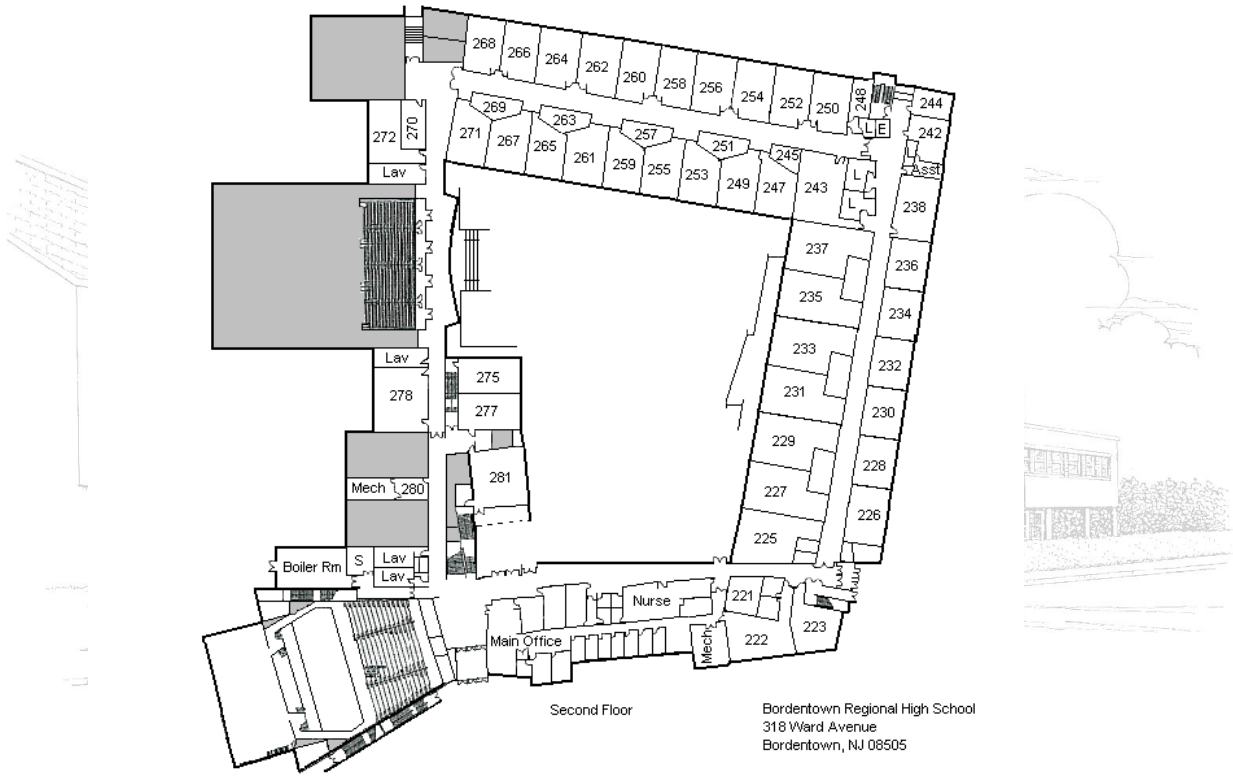 268
266
264
262
260
258
256
254
252
250
248
244
242
L E
L
Asst
272
270
269
263
257
251
245
271
267
265
261
259
255
253
249
247
243
L
L
238
Lav
237
236
235
234
233
232
231
230
229
228
227
226
225
Lav
278
275
277
281
Mech 280
Boiler Rm
S
Lav
Lav
Nurse
221
222
223
Main Office
Mech
Second Floor
Bordentown Regional High School
318 Ward Avenue
Bordentown, NJ 08505